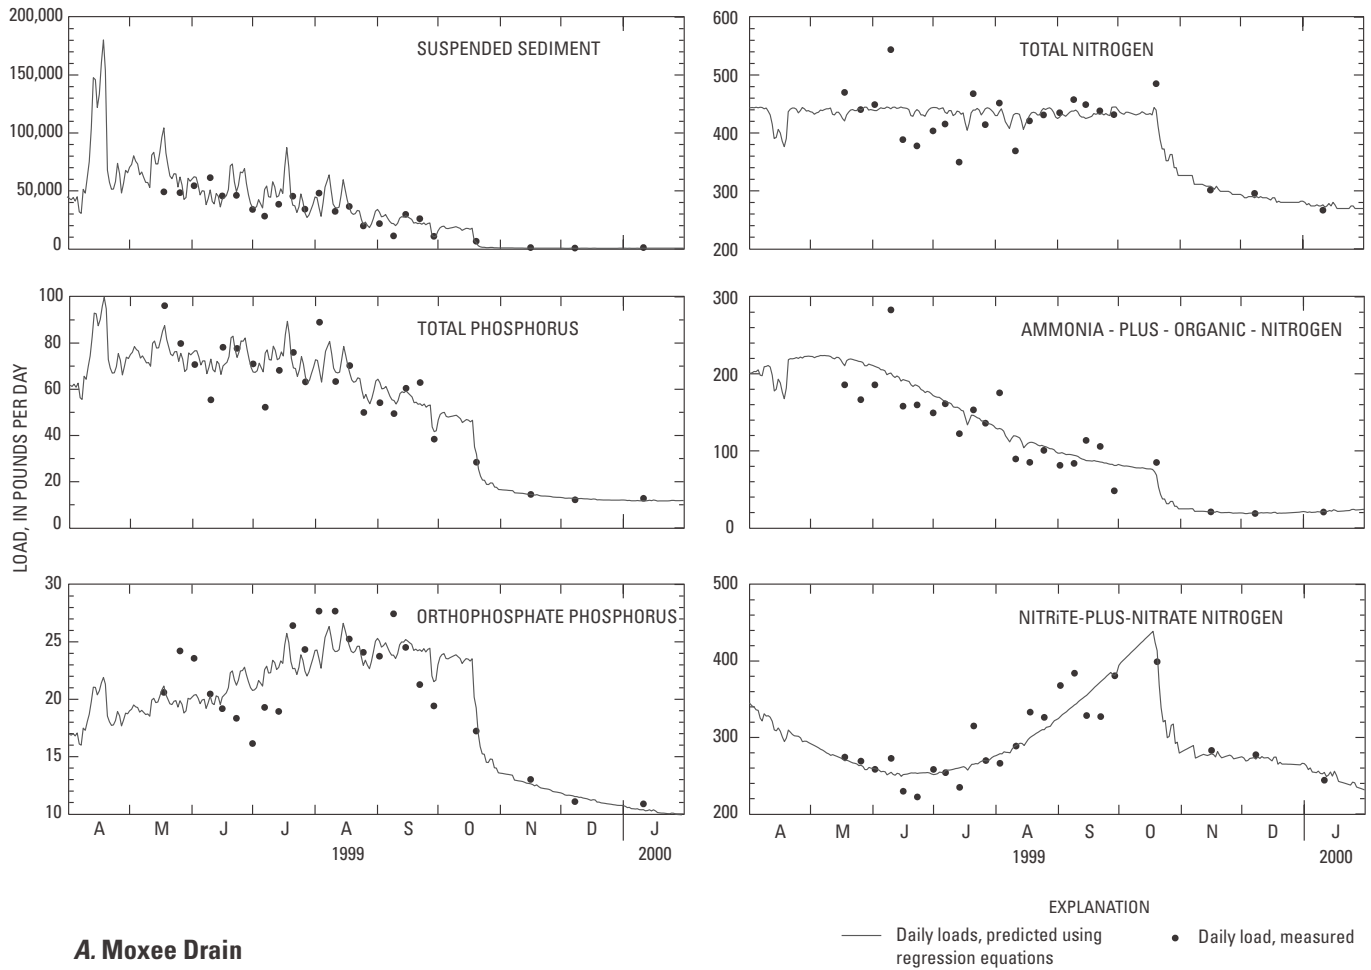 LOAD, IN POUNDS PER DAY
SUSPENDED SEDIMENT
200,000
150,000
100,000
50,000
0
TOTAL NITROGEN
600
500
400
300
200
TOTAL PHOSPHORUS
100
80
60
40
20
0
AMMONIA - PLUS - ORGANIC - NITROGEN
300
200
100
0
ORTHOPHOSPHATE PHOSPHORUS
30
25
20
15
10
A M J J A S O N D J
1999 2000
NITRiTE-PLUS-NITRATE NITROGEN
500
400
300
200
A M J J A S O N D J
1999 2000
EXPLANATION
Daily loads, predicted using
regression equations
Daily load, measured
A. Moxee Drain